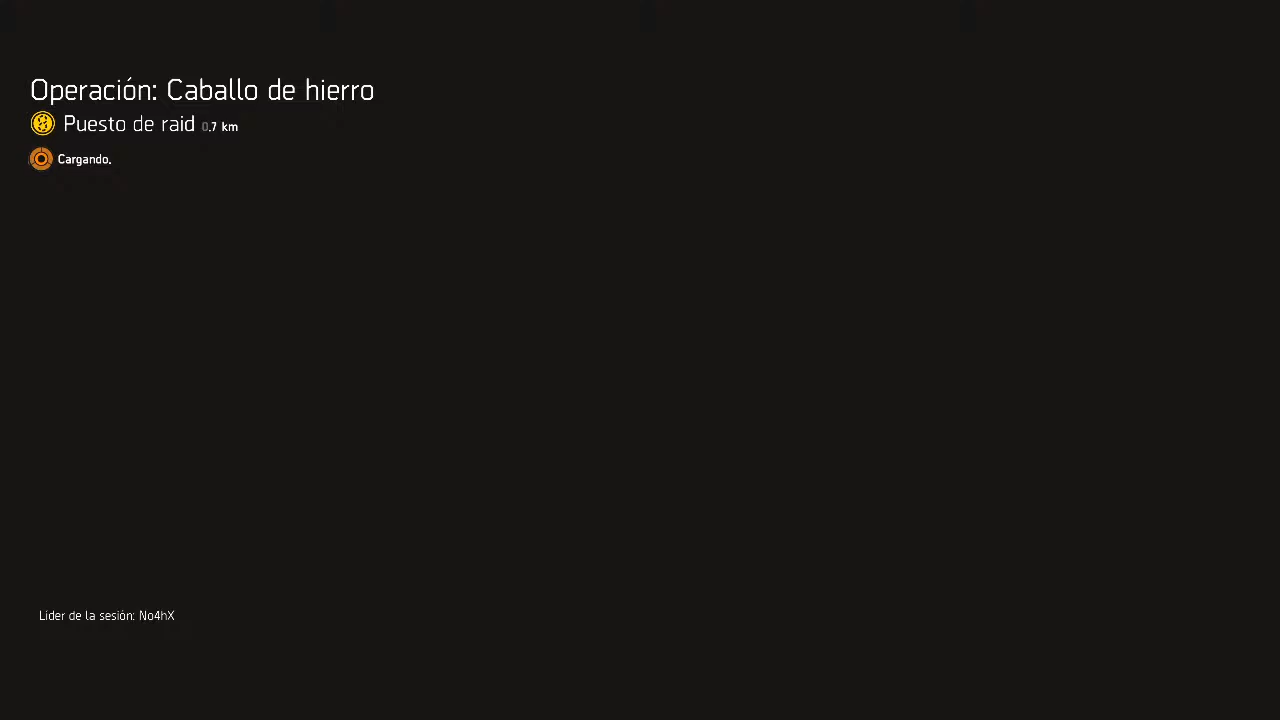 Operación: Caballo de hierro
Puesto de raid 0.7 km
Cargando.
Líder de la sesión: No4hX